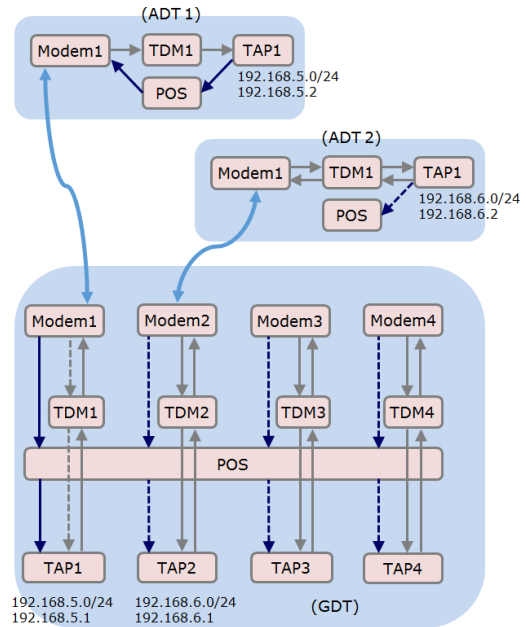 (ADT 1)
Modem1
TDM1
TAP1
192.168.5.0/24
192.168.5.2
POS
(ADT 2)
Modem1
TDM1
TAP1
192.168.6.0/24
192.168.6.2
POS
Modem1
Modem2
Modem3
Modem4
TDM1
TDM2
TDM3
TDM4
POS
TAP1
TAP2
TAP3
TAP4
192.168.5.0/24
192.168.5.1
192.168.6.0/24
192.168.6.1
(GDT)